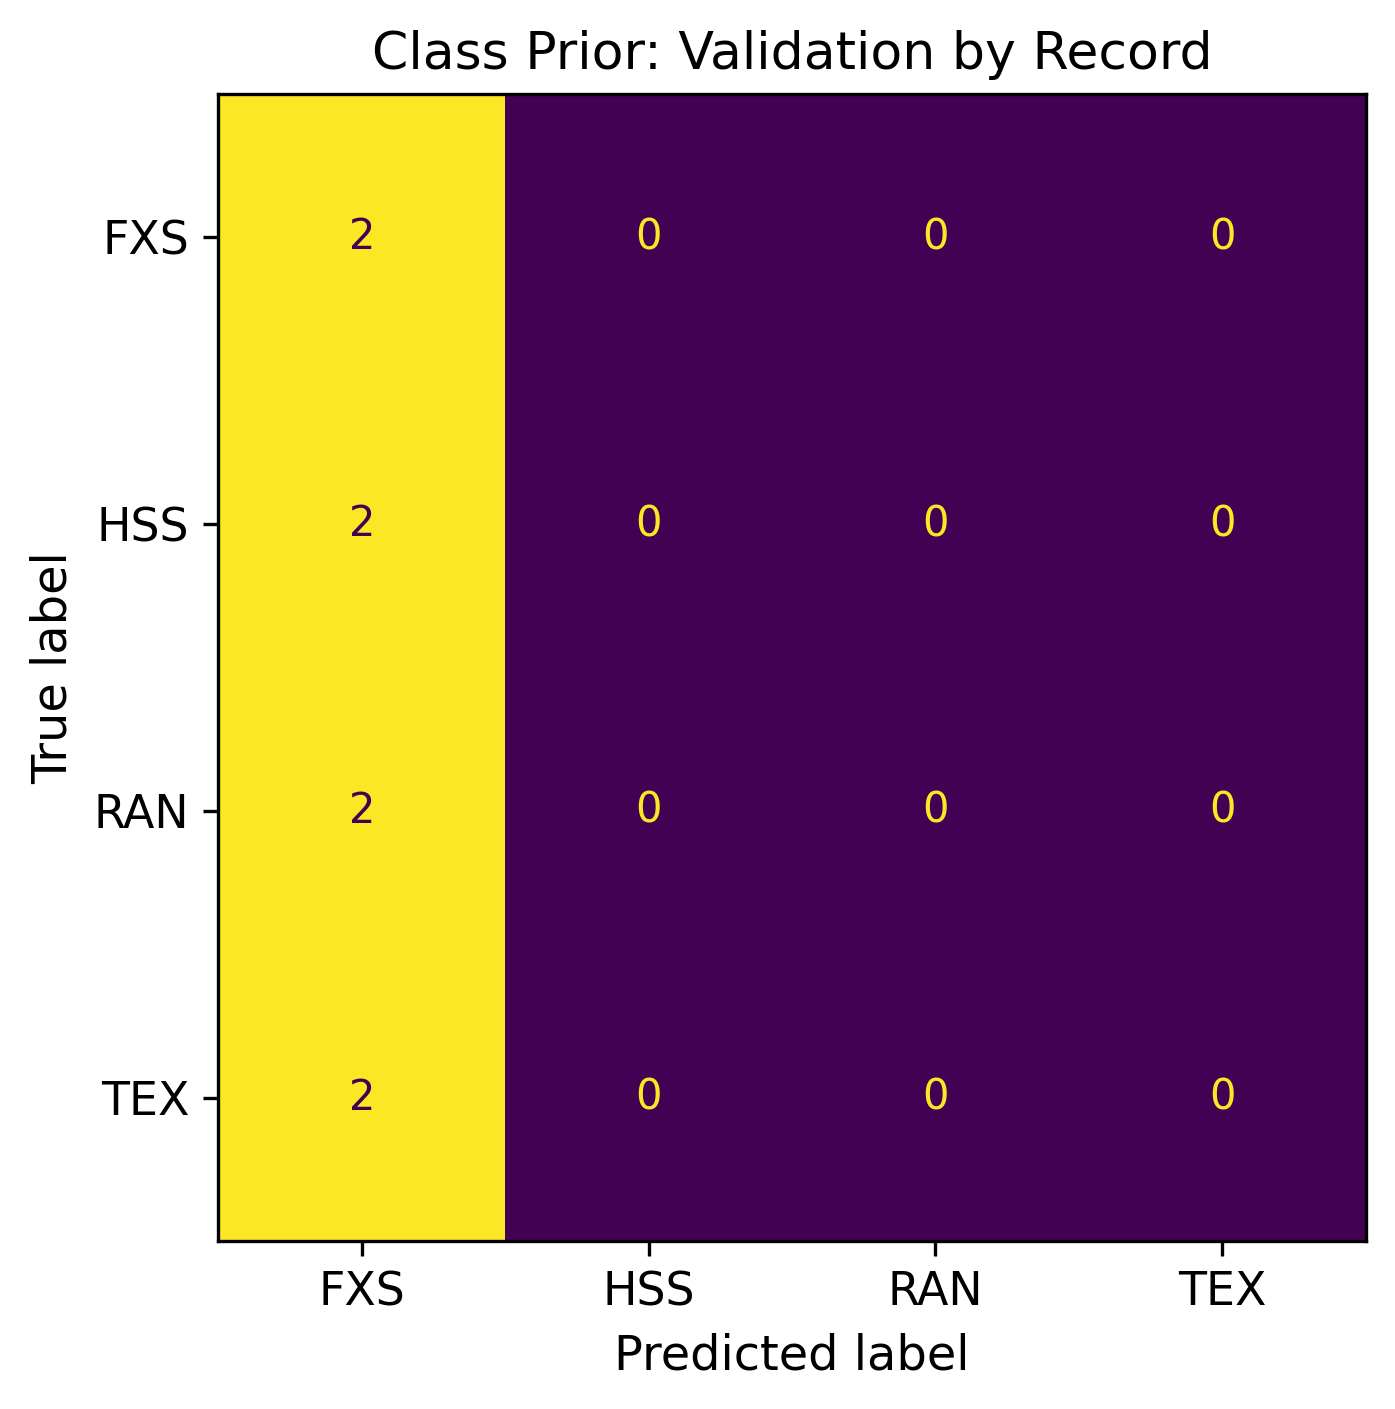 Class Prior: Validation by Record
FXS 2 0 0 0
HSS 2 0 0 0
RAN 2 0 0 0
TEX 2 0 0 0
True label
FXS HSS RAN TEX
Predicted label